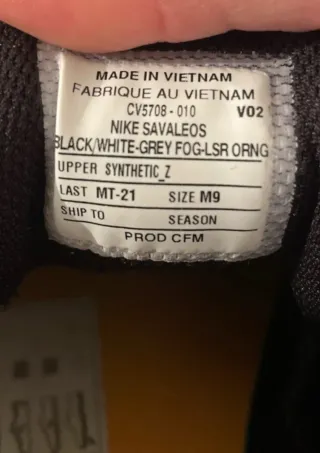 MADE IN VIETNAM
FABRIQUE AU VIETNAM
CV5708 - 010 V02
NIKE SAVALEOS
BLACK/WHITE-GREY FOG-LSR ORNG
UPPER SYNTHETIC_Z
LAST MT-21 SIZE M9
SHIP TO SEASON
PROD CFM